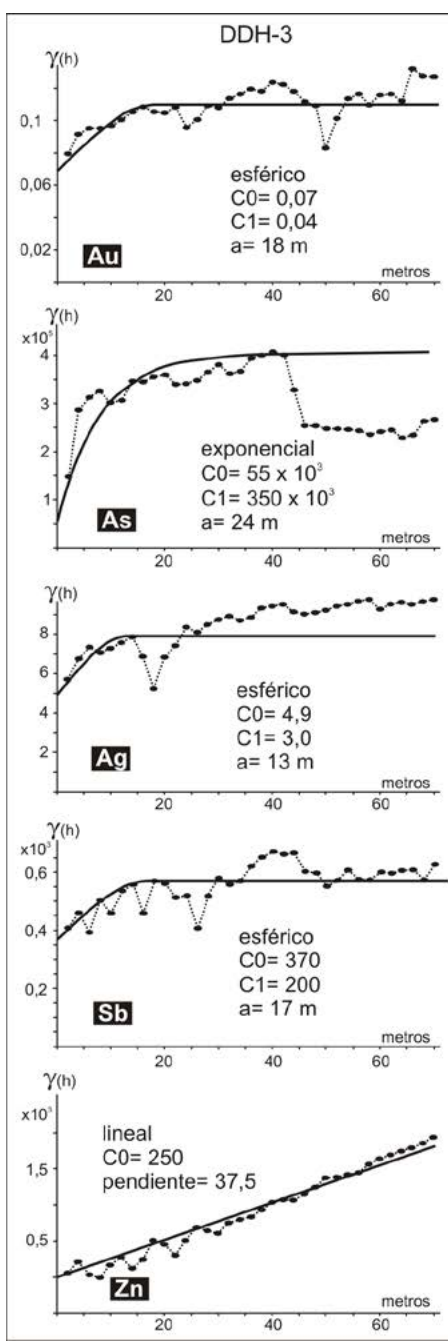 DDH-3
γ(h)
0,1
0,06
0,02
esférico
C0= 0,07
C1= 0,04
a= 18 m
Au
metros
20 40 60
γ(h)
x10⁵
4
3
2
1
exponencial
C0= 55 x 10³
C1= 350 x 10³
a= 24 m
As
metros
20 40 60
γ(h)
8
6
4
2
esférico
C0= 4,9
C1= 3,0
a= 13 m
Ag
metros
20 40 60
γ(h)
x10³
0,6
0,4
0,2
esférico
C0= 370
C1= 200
a= 17 m
Sb
metros
20 40 60
γ(h)
x10³
1,5
0,5
lineal
C0= 250
pendiente= 37,5
Zn
metros
20 40 60